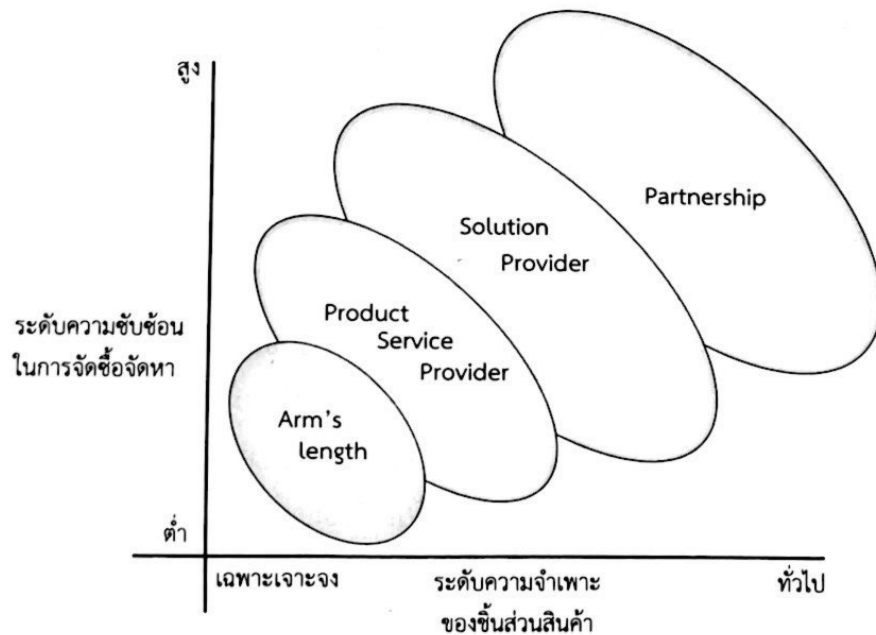 สูง
Partnership
Solution
Provider
ระดับความซับซ้อน
ในการจัดซื้อจัดหา
Product
Service
Provider
Arm's
length
ต่ำ
เฉพาะเจาะจง
ระดับความจำเพาะ
ของชิ้นส่วนสินค้า
ทั่วไป